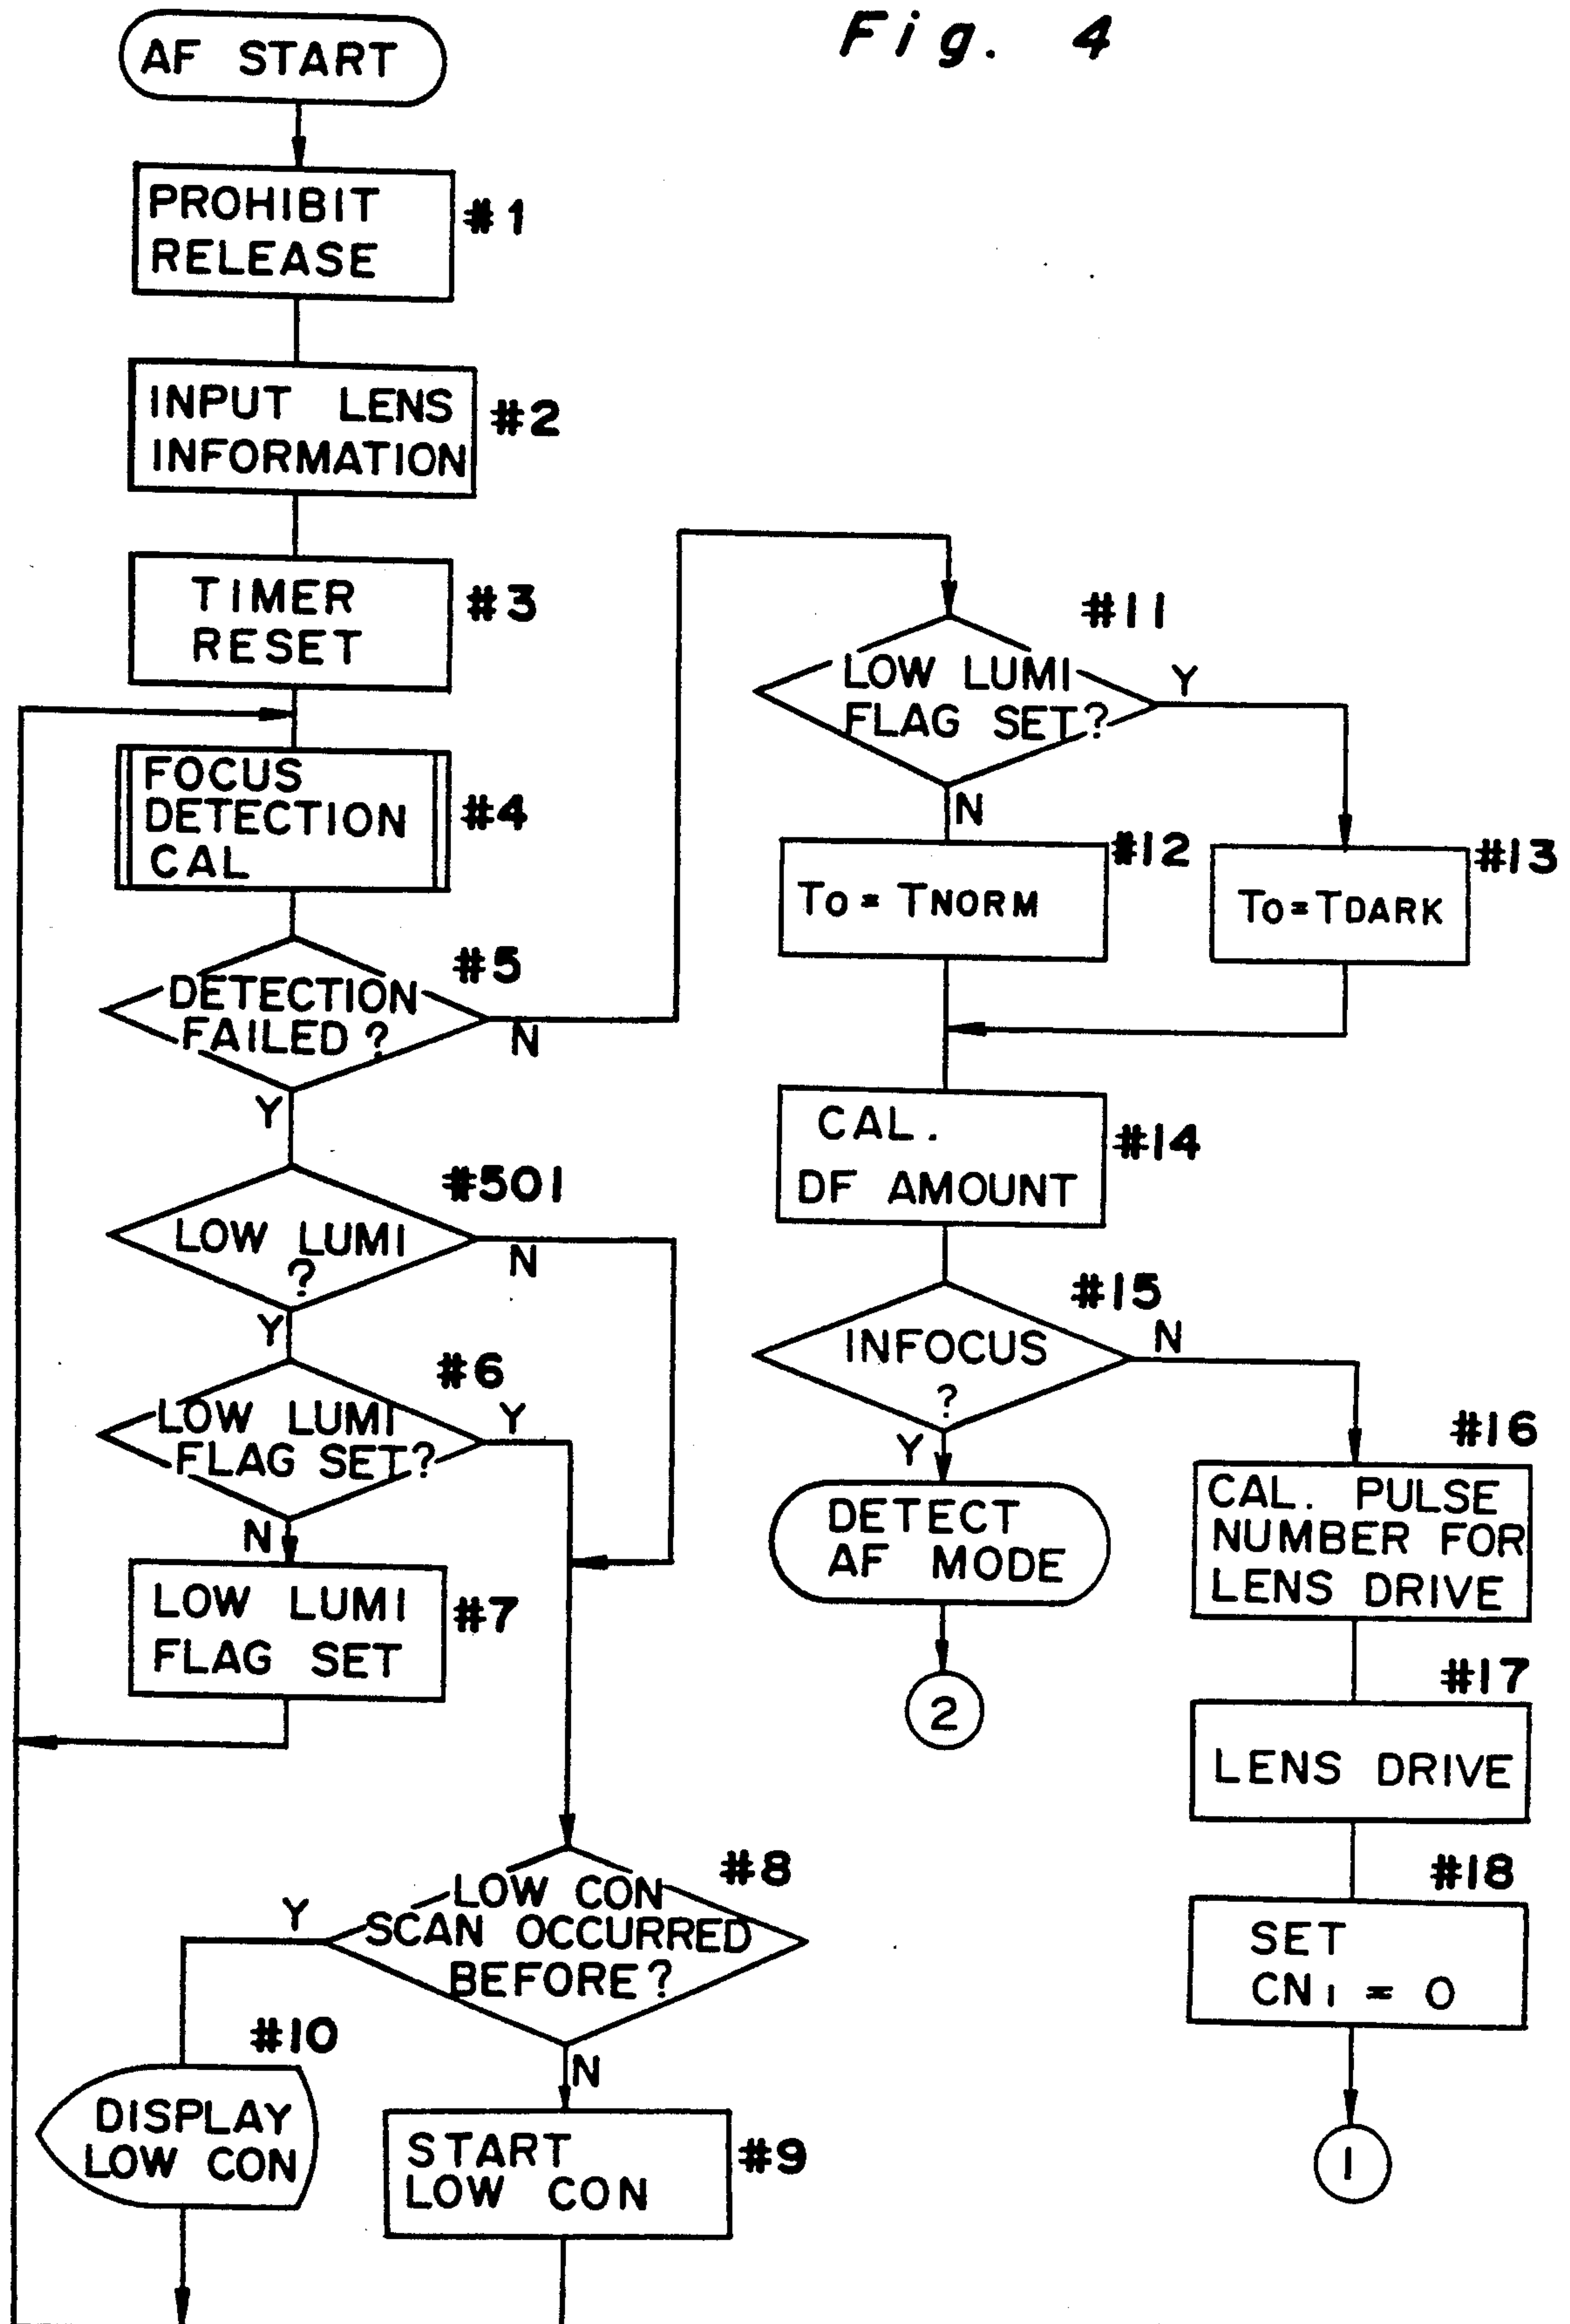 Fig. 4
AF START
PROHIBIT
RELEASE
#1
INPUT LENS
INFORMATION
#2
TIMER
RESET
#3
FOCUS
DETECTION
CAL
#4
DETECTION
FAILED?
#5
N
Y
LOW LUMI
?
#501
N
Y
LOW LUMI
FLAG SET?
#6
Y
N
LOW LUMI
FLAG SET
#7
LOW CON
SCAN OCCURRED
BEFORE?
#8
Y
N
START
LOW CON
#9
#10
DISPLAY
LOW CON
#11
LOW LUMI
FLAG SET?
Y
N
#12
To = TNORM
#13
To=TDARK
CAL.
DF AMOUNT
#14
#15
INFOCUS
?
N
Y
DETECT
AF MODE
2
#16
CAL. PULSE
NUMBER FOR
LENS DRIVE
#17
LENS DRIVE
#18
SET
CN1 = 0
1